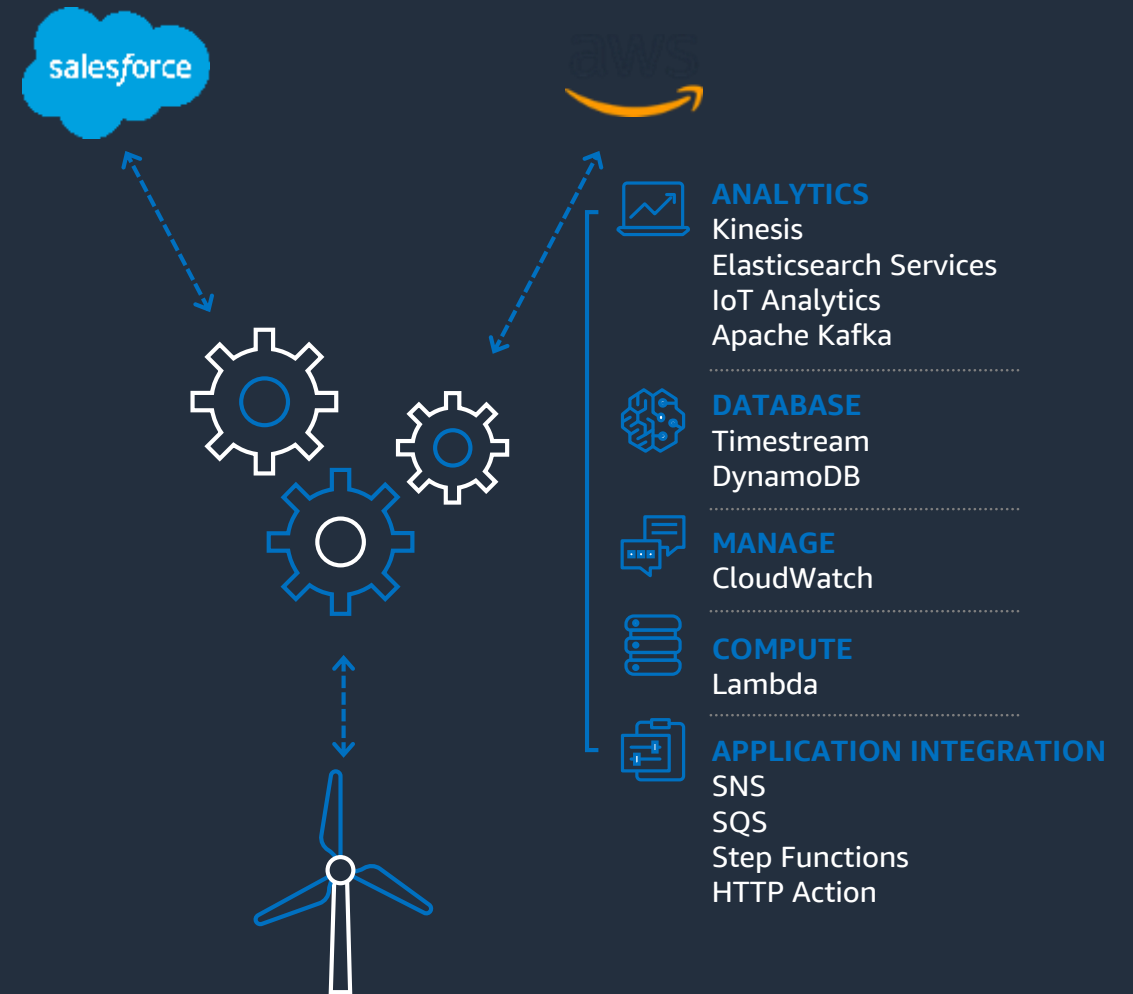 salesforce
aws
ANALYTICS
Kinesis
Elasticsearch Services
IoT Analytics
Apache Kafka
DATABASE
Timestream
DynamoDB
MANAGE
CloudWatch
COMPUTE
Lambda
APPLICATION INTEGRATION
SNS
SQS
Step Functions
HTTP Action